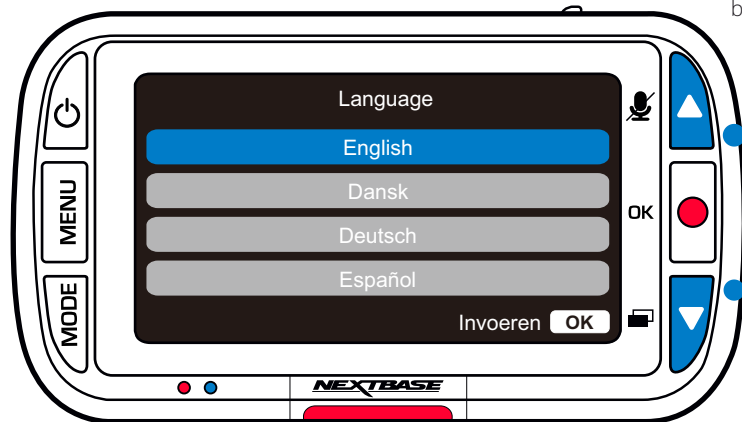 b
Language
English
Dansk
Deutsch
Español
Invoeren OK
MENU
MODE
OK
NEXTBASE